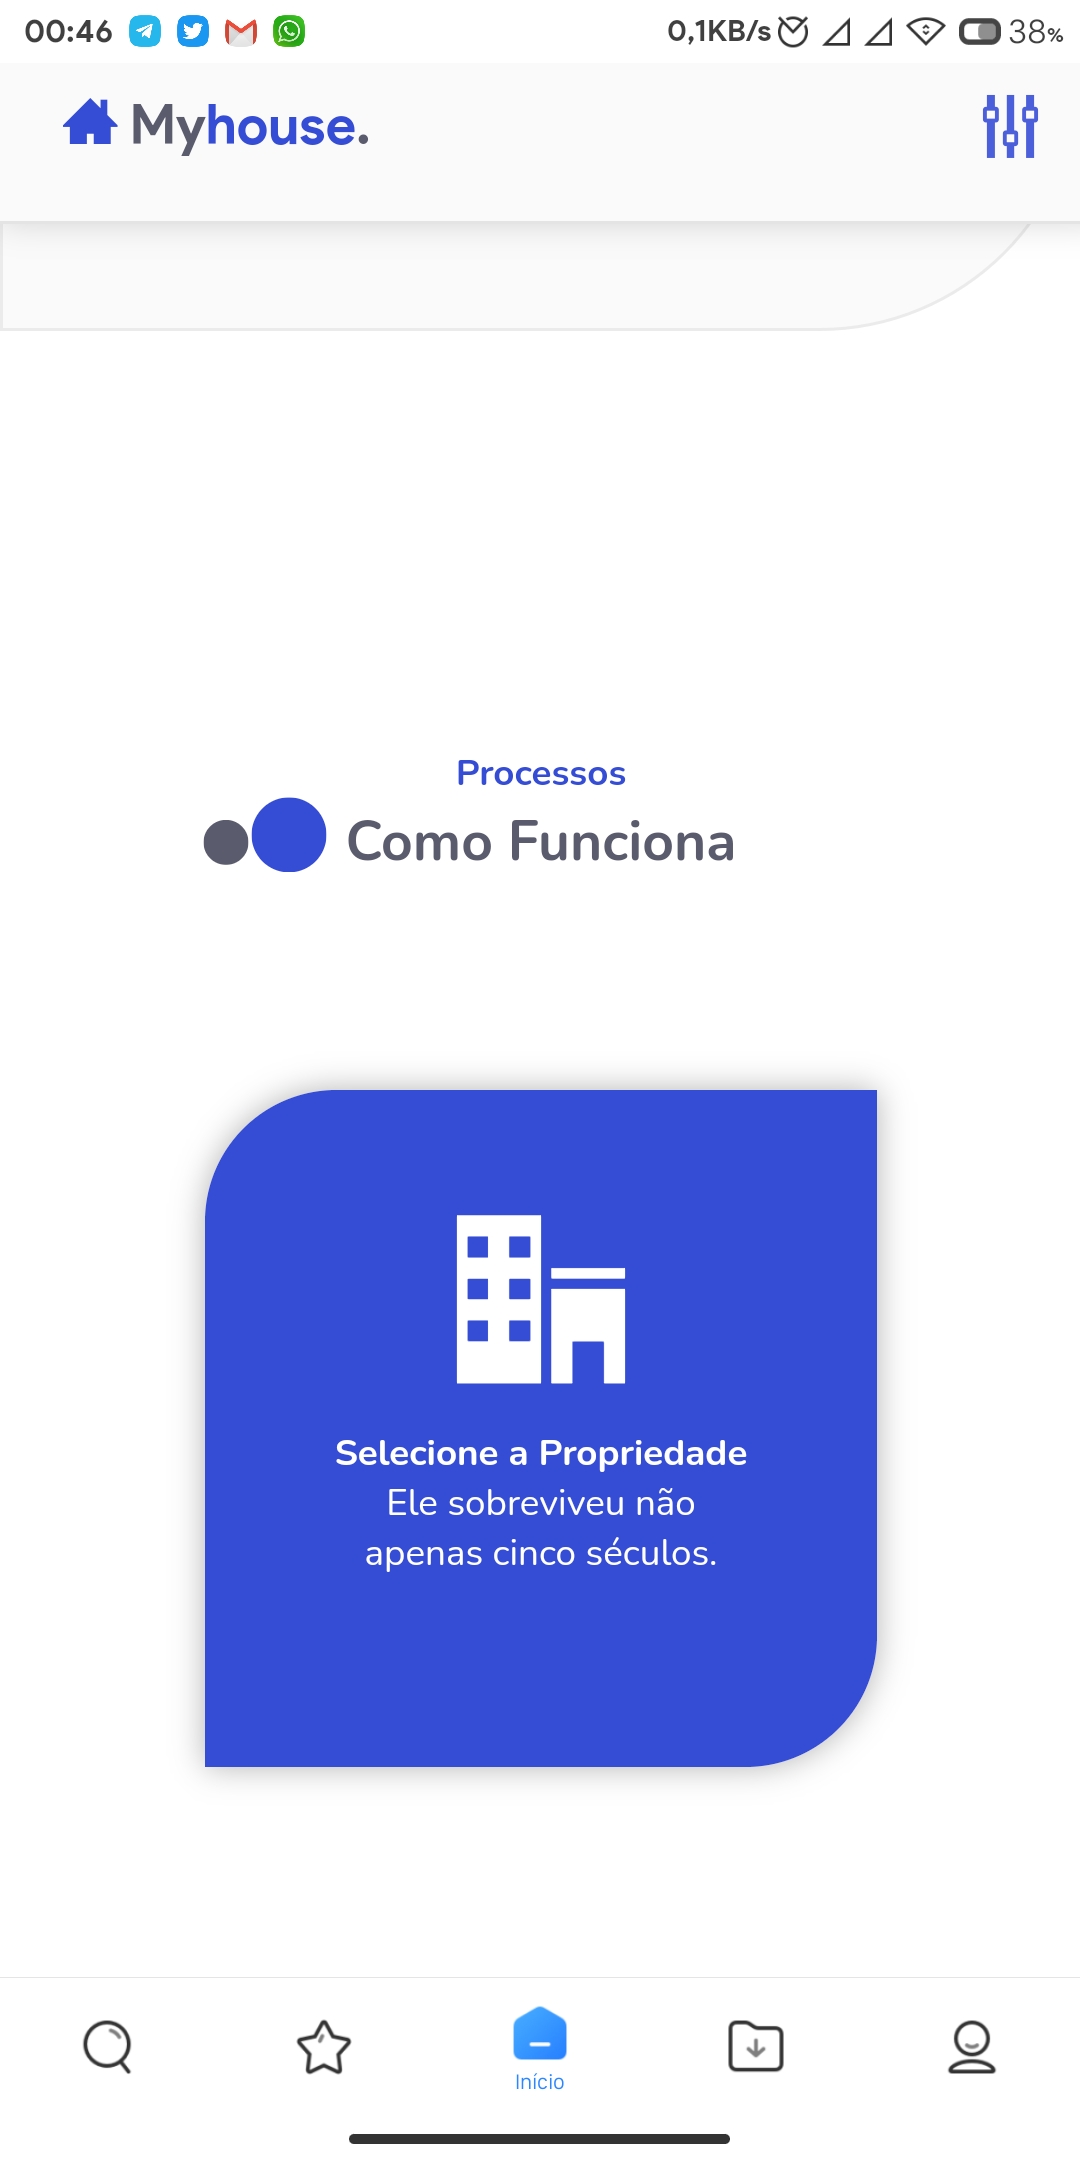 00:46 0,1KB/s 38%
Myhouse.
Processos
Como Funciona
Selecione a Propriedade
Ele sobreviveu não
apenas cinco séculos.
Início